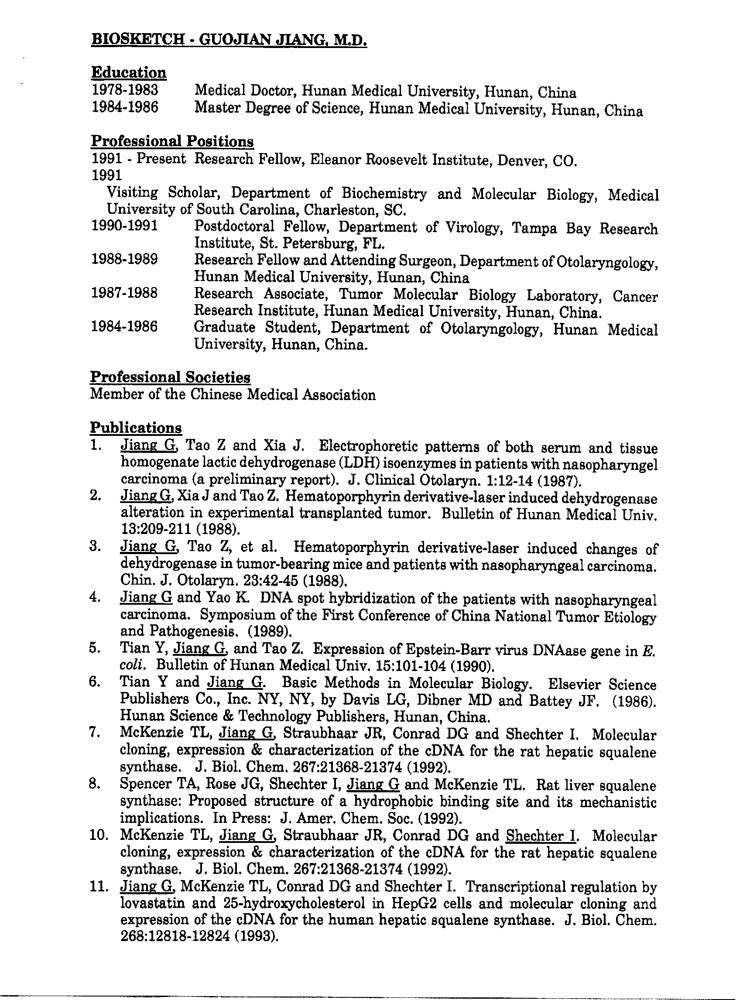 BIOSKETCH - GUOJIAN JIANG, M.D.
Education
1978-1983 Medical Doctor, Hunan Medical University, Hunan, China
1984-1986 Master Degree of Science, Hunan Medical University, Hunan, China
Professional Positions
1991 - Present Research Fellow, Eleanor Roosevelt Institute, Denver, CO.
1991
Visiting Scholar, Department of Biochemistry and Molecular Biology, Medical
University of South Carolina, Charleston, SC.
1990-1991 Postdoctoral Fellow, Department of Virology, Tampa Bay Research
Institute, St. Petersburg, FL.
1988-1989 Research Fellow and Attending Surgeon, Department of Otolaryngology,
Hunan Medical University, Hunan, China
1987-1988 Research Associate, Tumor Molecular Biology Laboratory, Cancer
Research Institute, Hunan Medical University, Hunan, China.
1984-1986 Graduate Student, Department of Otolaryngology, Hunan Medical
University, Hunan, China.
Professional Societies
Member of the Chinese Medical Association
Publications
1. Jiang G, Tao Z and Xia J. Electrophoretic patterns of both serum and tissue
homogenate lactic dehydrogenase (LDH) isoenzymes in patients with nasopharyngel
carcinoma (a preliminary report). J. Clinical Otolaryn. 1:12-14 (1987).
2. Jiang G, Xia J and Tao Z. Hematoporphyrin derivative-laser induced dehydrogenase
alteration in experimental transplanted tumor. Bulletin of Hunan Medical Univ.
13:209-211 (1988).
3. Jiang G, Tao Z, et al. Hematoporphyrin derivative-laser induced changes of
dehydrogenase in tumor-bearing mice and patients with nasopharyngeal carcinoma.
Chin. J. Otolaryn. 23:42-45 (1988).
4. Jiang G and Yao K. DNA spot hybridization of the patients with nasopharyngeal
carcinoma. Symposium of the First Conference of China National Tumor Etiology
and Pathogenesis. (1989).
5. Tian Y, Jiang G, and Tao Z. Expression of Epstein-Barr virus DNAase gene in E.
coli. Bulletin of Hunan Medical Univ. 15:101-104 (1990).
6. Tian Y and Jiang G. Basic Methods in Molecular Biology. Elsevier Science
Publishers Co., Inc. NY, NY, by Davis LG, Dibner MD and Battey JF. (1986).
Hunan Science & Technology Publishers, Hunan, China.
7. McKenzie TL, Jiang G, Straubhaar JR, Conrad DG and Shechter I. Molecular
cloning, expression & characterization of the cDNA for the rat hepatic squalene
synthase. J. Biol. Chem. 267:21368-21374 (1992).
8. Spencer TA, Rose JG, Shechter I, Jiang G and McKenzie TL. Rat liver squalene
synthase: Proposed structure of a hydrophobic binding site and its mechanistic
implications. In Press: J. Amer. Chem. Soc. (1992).
10. McKenzie TL, Jiang G, Straubhaar JR, Conrad DG and Shechter I. Molecular
cloning, expression & characterization of the cDNA for the rat hepatic squalene
synthase. J. Biol. Chem. 267:21368-21374 (1992).
11. Jiang G, McKenzie TL, Conrad DG and Shechter I. Transcriptional regulation by
lovastatin and 25-hydroxycholesterol in HepG2 cells and molecular cloning and
expression of the cDNA for the human hepatic squalene synthase. J. Biol. Chem.
268:12818-12824 (1993).